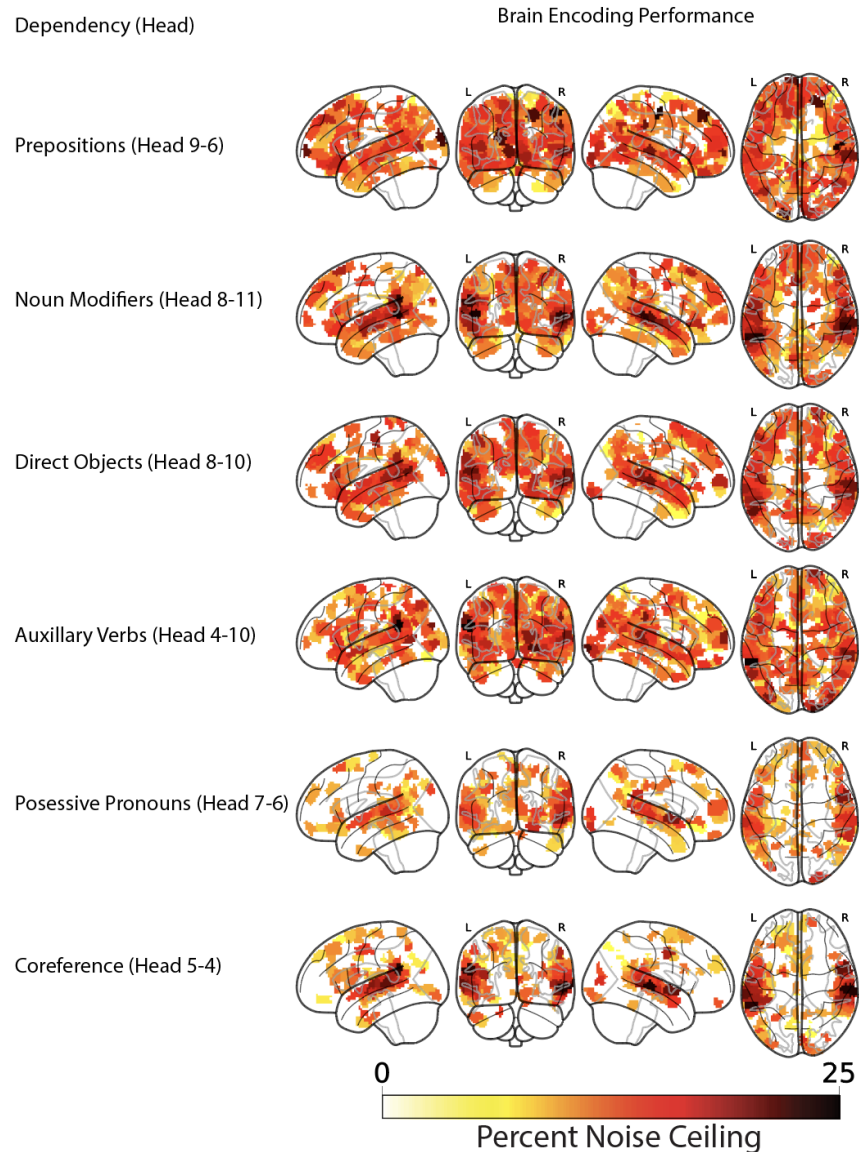 Dependency (Head)
Brain Encoding Performance
L R L R
Prepositions (Head 9-6)
L R L R
Noun Modifiers (Head 8-11)
L R L R
Direct Objects (Head 8-10)
L R L R
Auxillary Verbs (Head 4-10)
L R L R
Posessive Pronouns (Head 7-6)
L R L R
Coreference (Head 5-4)
0 25
Percent Noise Ceiling